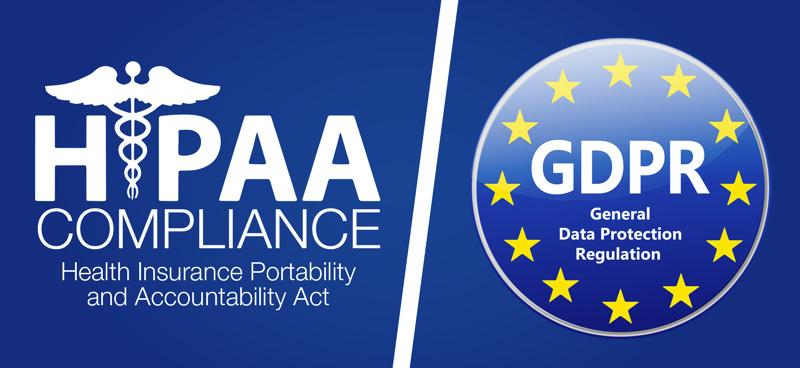 HIPAA
COMPLIANCE
Health Insurance Portability
and Accountability Act
GDPR
General
Data Protection
Regulation